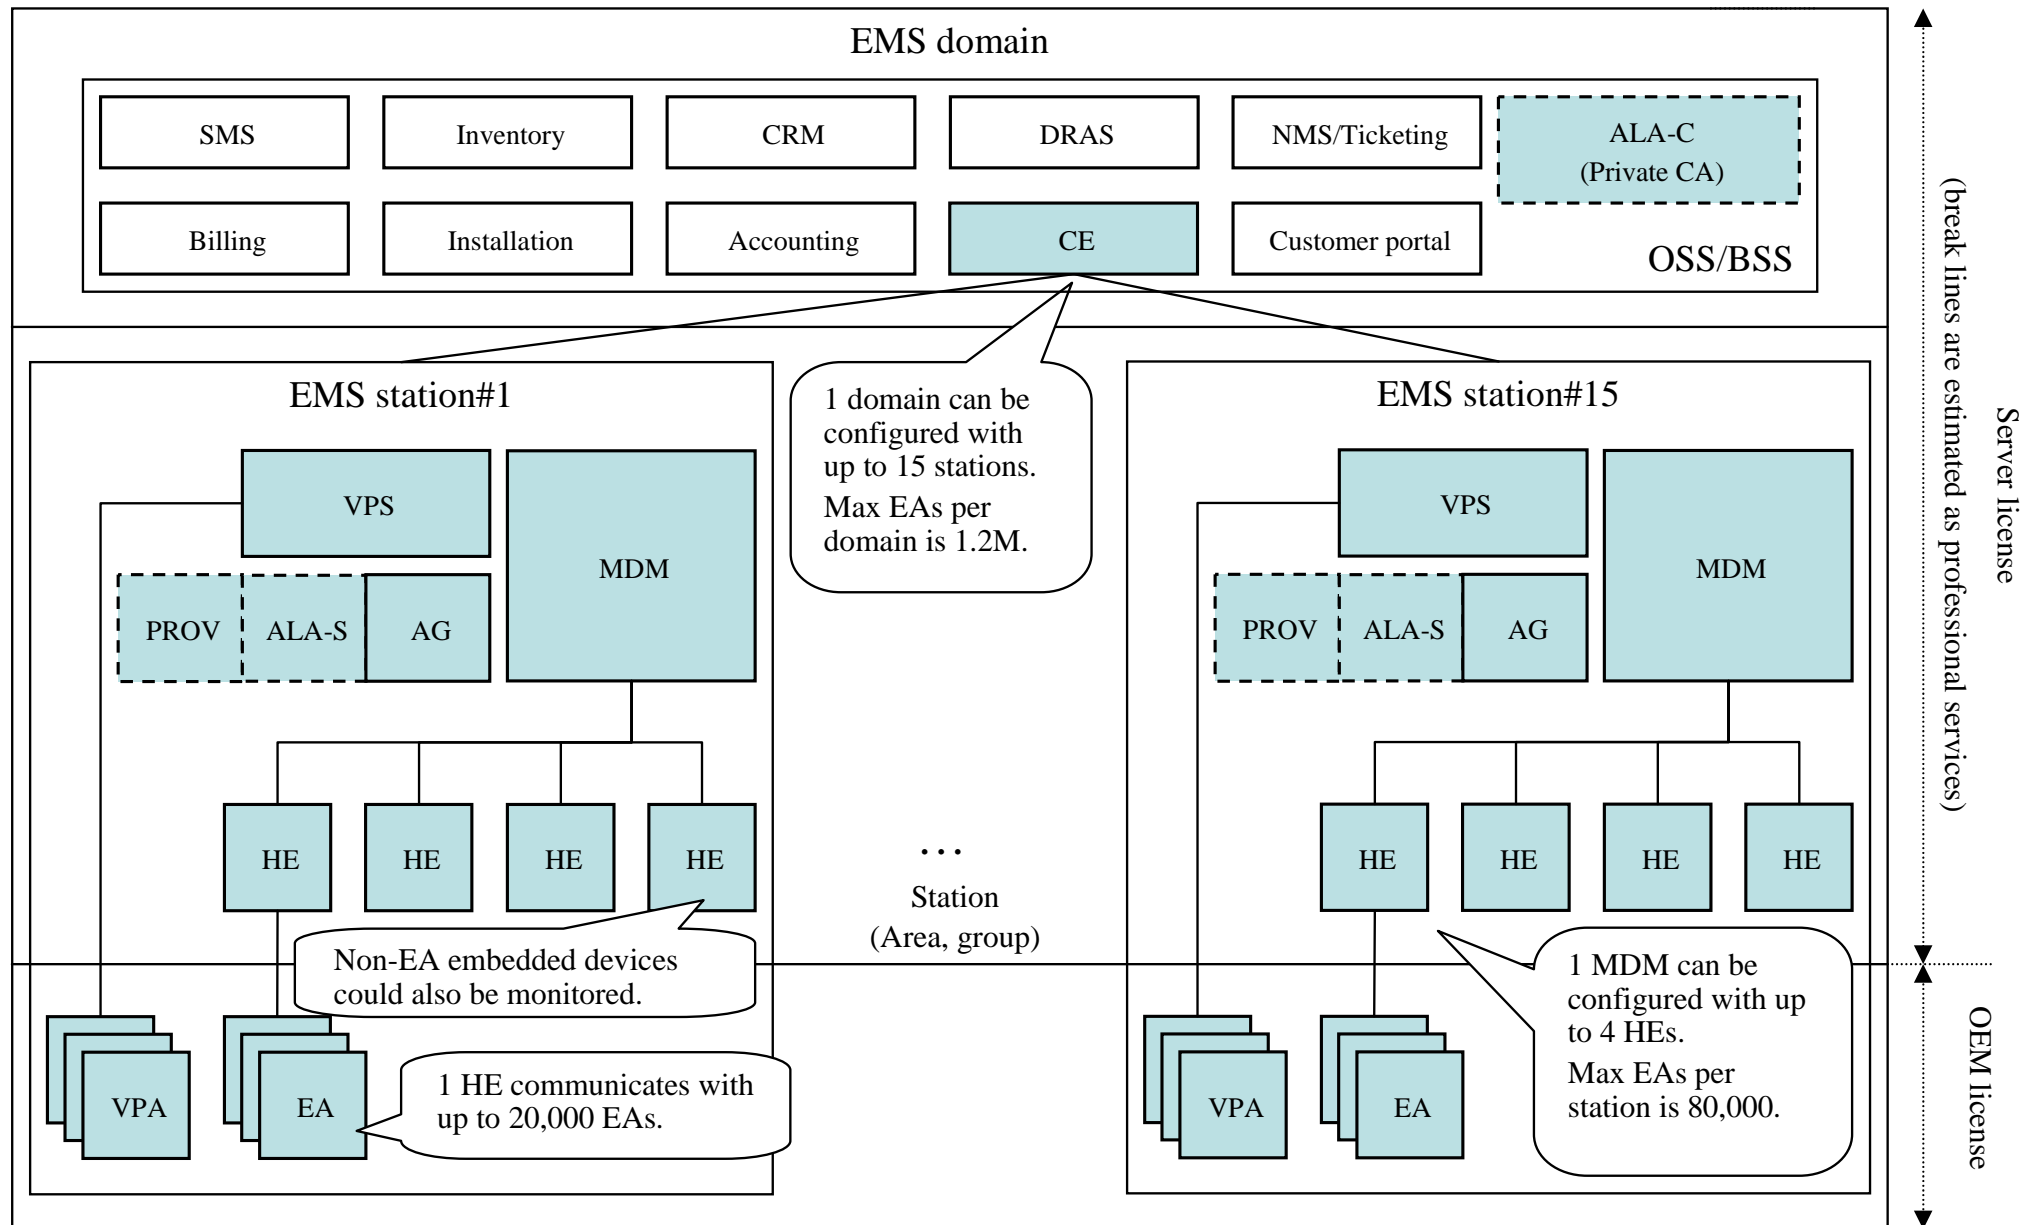 EMS domain
SMS
Inventory
CRM
DRAS
NMS/Ticketing
ALA-C
(Private CA)
Billing
Installation
Accounting
CE
Customer portal
OSS/BSS
EMS station#1
VPS
MDM
PROV
ALA-S
AG
HE
HE
HE
HE
Non-EA embedded devices
could also be monitored.
VPA
EA
1 HE communicates with
up to 20,000 EAs.
1 domain can be
configured with
up to 15 stations.
Max EAs per
domain is 1.2M.
…
Station
(Area, group)
EMS station#15
VPS
MDM
PROV
ALA-S
AG
HE
HE
HE
HE
1 MDM can be
configured with up
to 4 HEs.
Max EAs per
station is 80,000.
VPA
EA
Server license
(break lines are estimated as professional services)
OEM license